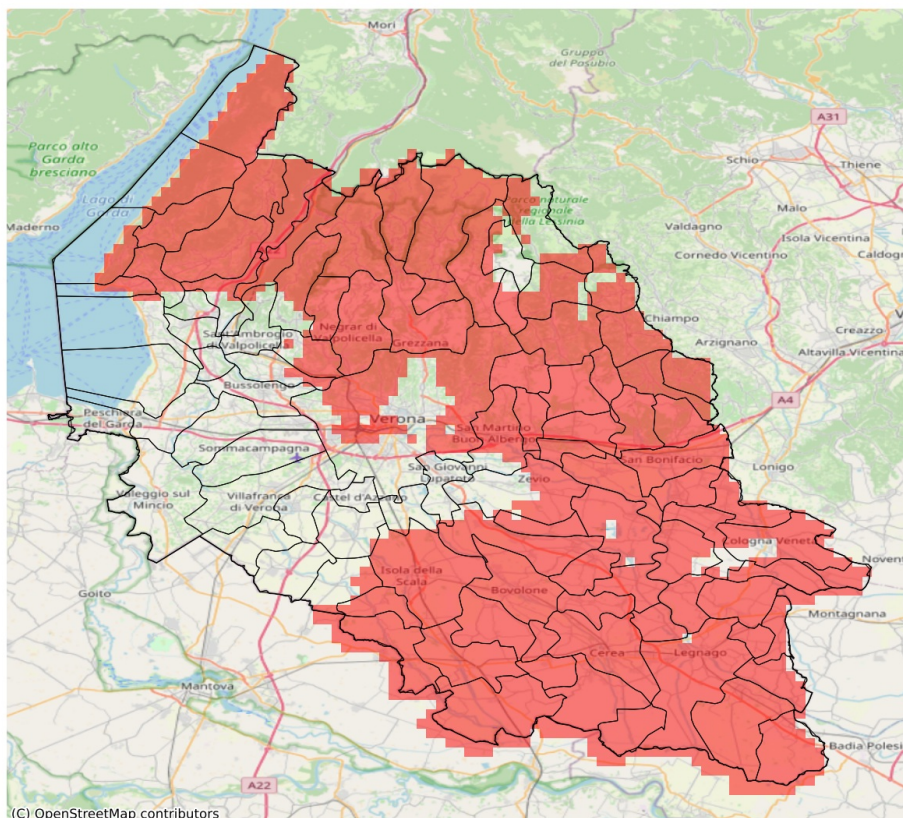 Mori
Gruppo
del Pasubio
A31
Parco alto
Garda
bresciano
Schio
Thiene
Lago di
Garda
Parco naturale
regionale
della Lessinia
Malo
Maderno
Valdagno
Isola Vicentina
Cornedo Vicentino
Caldogn
Chiampo
Sant'Ambrogio
di Valpolicella
Negrar di
Valpolicella
Grezzana
Arzignano
Creazzo
Altavilla Vicentina
Bussolengo
A4
Peschiera
del Garda
Verona
San Martino
Buon Albergo
Sommacampagna
San Bonifacio
Lonigo
San Giovanni
Lupatoto
Zevio
Valeggio sul
Mincio
Villafranca
di Verona
Castel d'Azzano
Cologna Veneta
Noven
Isola della
Scala
Goito
Bovolone
Montagnana
Cerea
Legnago
Mantova
Badia Polesi
A22
(C) OpenStreetMap contributors